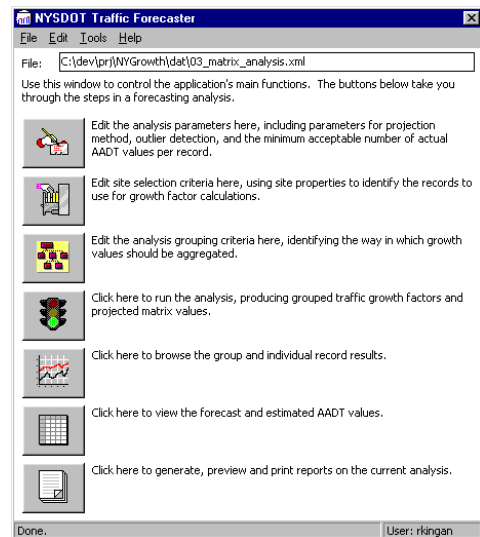 NYSDOT Traffic Forecaster
File Edit Tools Help
File: C:\dev\prj\NYGrowth\dat\03_matrix_analysis.xml
Use this window to control the application's main functions. The buttons below take you
through the steps in a forecasting analysis.
Edit the analysis parameters here, including parameters for projection
method, outlier detection, and the minimum acceptable number of actual
AADT values per record.
Edit site selection criteria here, using site properties to identify the records to
use for growth factor calculations.
Edit the analysis grouping criteria here, identifying the way in which growth
values should be aggregated.
Click here to run the analysis, producing grouped traffic growth factors and
projected matrix values.
Click here to browse the group and individual record results.
Click here to view the forecast and estimated AADT values.
Click here to generate, preview and print reports on the current analysis.
Done. User: rkingan